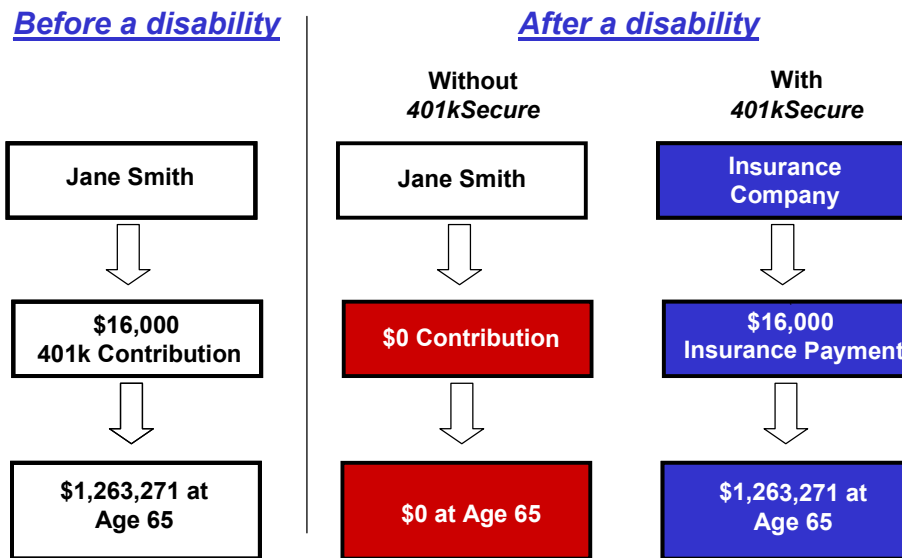 Before a disability
After a disability
Without
401kSecure
With
401kSecure
Jane Smith
Jane Smith
Insurance
Company
$16,000
401k Contribution
$0 Contribution
$16,000
Insurance Payment
$1,263,271 at
Age 65
$0 at Age 65
$1,263,271 at
Age 65